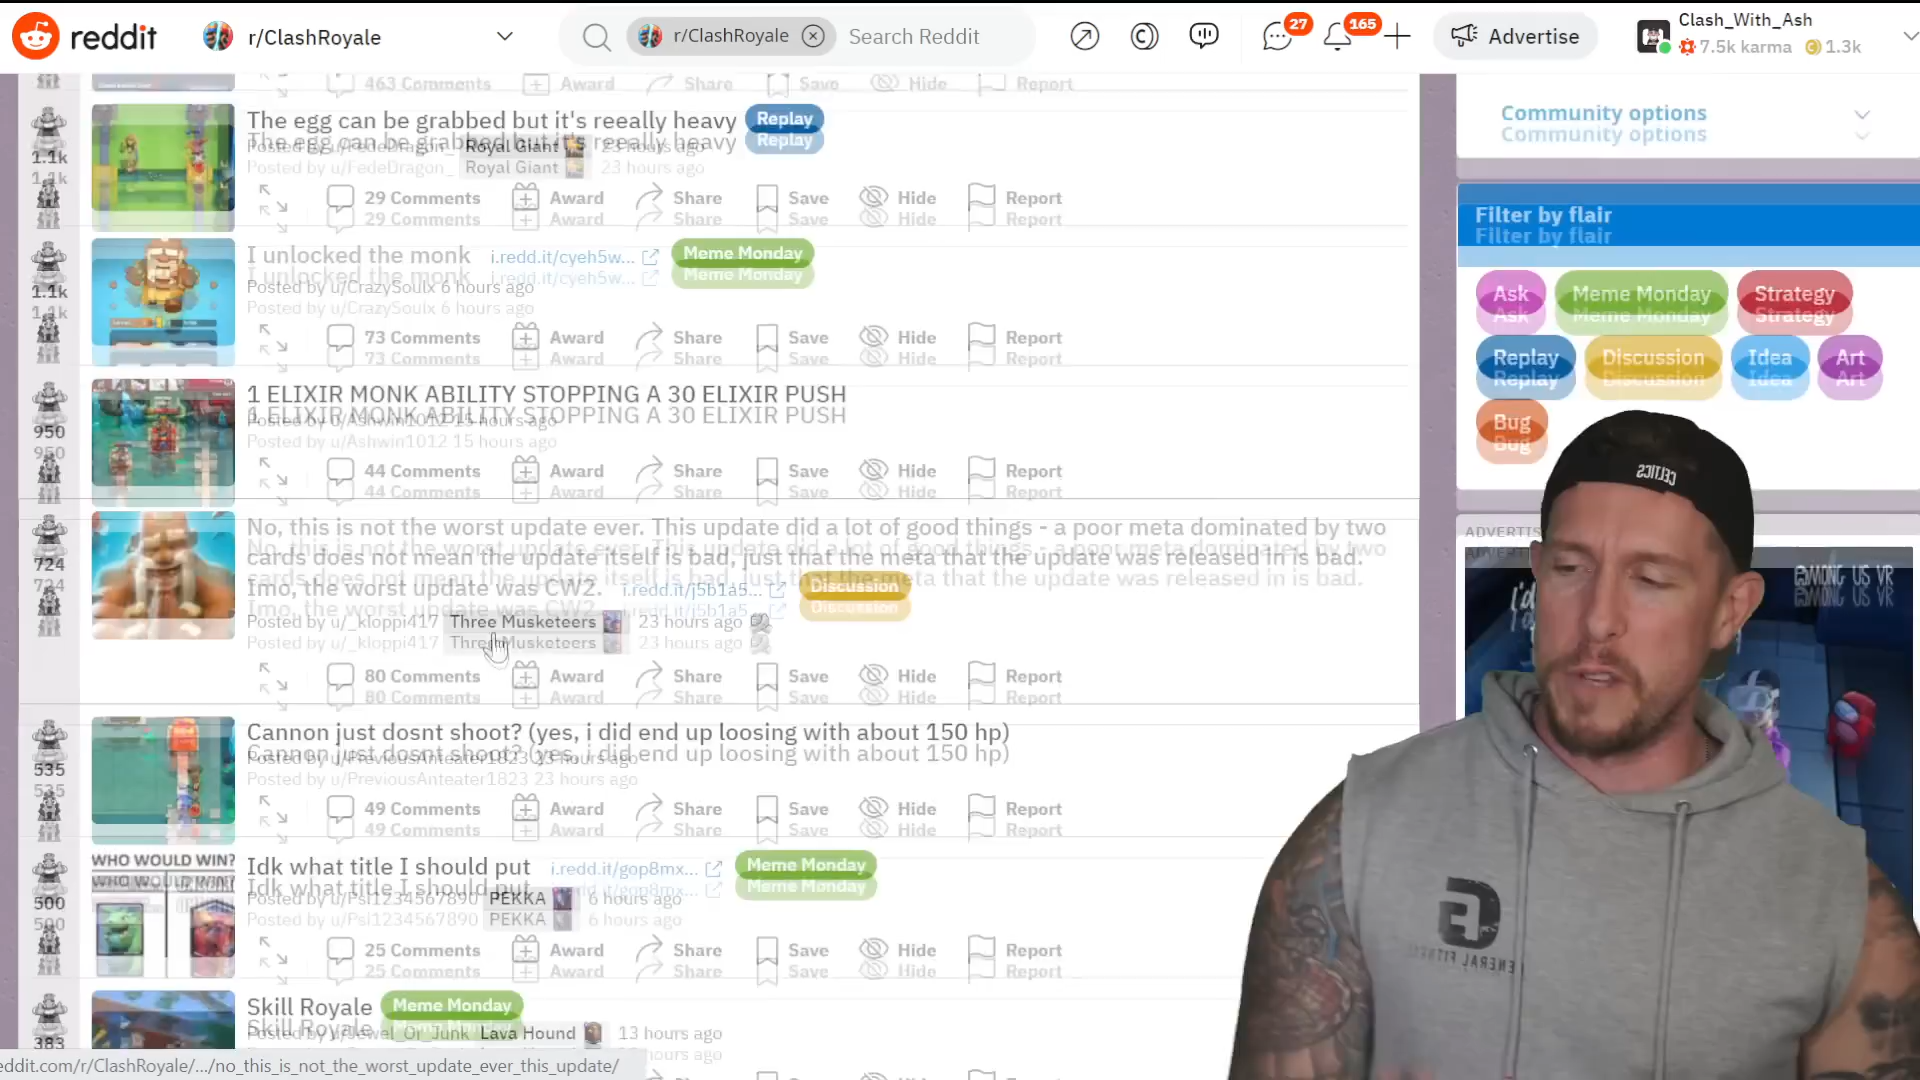 reddit r/ClashRoyale r/ClashRoyale Search Reddit 27 165 Advertise Clash_With_Ash
7.5k karma 1.3k
463 Comments Award Share Save Hide Report
The egg can be grabbed but it's reeally heavy Replay
Posted by u/FedeDragon_ Royal Giant 23 hours ago
1.1k
29 Comments Award Share Save Hide Report
I unlocked the monk i.redd.it/cyeh5w... Meme Monday
Posted by u/CrazySoulx 6 hours ago
1.1k
73 Comments Award Share Save Hide Report
1 ELIXIR MONK ABILITY STOPPING A 30 ELIXIR PUSH
Posted by u/Ashwin1012 15 hours ago
950
44 Comments Award Share Save Hide Report
No, this is not the worst update ever. This update did a lot of good things - a poor meta dominated by two
cards does not mean the update itself is bad, just that the meta that the update was released in is bad.
Imo, the worst update was CW2. i.redd.it/j5b1a5... Discussion
724
Posted by u/_kloppi417 Three Musketeers 23 hours ago
80 Comments Award Share Save Hide Report
Cannon just dosnt shoot? (yes, i did end up loosing with about 150 hp)
Posted by u/PreviousAnteater1823 23 hours ago
535
49 Comments Award Share Save Hide Report
WHO WOULD WIN?
Idk what title I should put i.redd.it/gop8mx... Meme Monday
Posted by u/Psl1234567890 PEKKA 6 hours ago
500
25 Comments Award Share Save Hide Report
Skill Royale Meme Monday
Posted by u/Jewel_Or_Junk Lava Hound 13 hours ago
383
eddit.com/r/ClashRoyale/.../no_this_is_not_the_worst_update_ever_this_update/
Community options
Filter by flair
Ask Meme Monday Strategy
Replay Discussion Idea Art
Bug
ADVERTIS
AMONG US VR
CELTICS
GENERAL FITNE